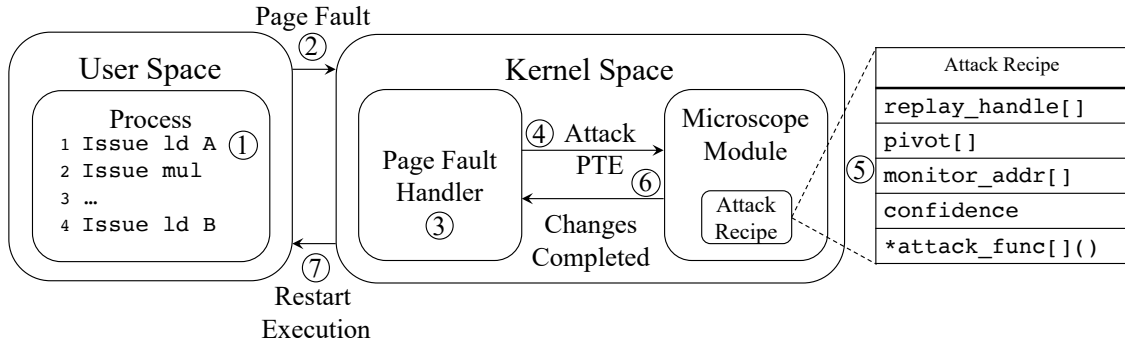 Page Fault
②
User Space
Process
1 Issue ld A
①
2 Issue mul
3 …
4 Issue ld B
⑦
Restart
Execution
Kernel Space
Page Fault
Handler
③
④ Attack
PTE
⑥
Changes
Completed
Microscope
Module
Attack
Recipe
⑤
Attack Recipe
replay_handle[]
pivot[]
monitor_addr[]
confidence
*attack_func[]()